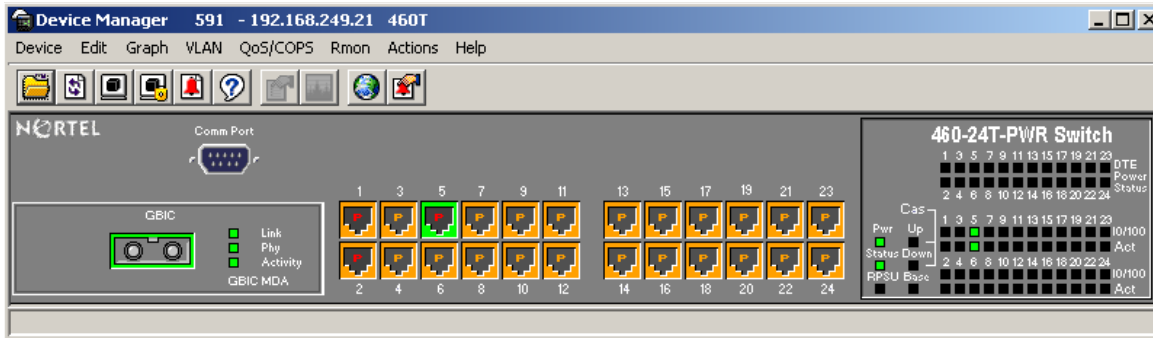 Device Manager 591 - 192.168.249.21 460T
Device Edit Graph VLAN QoS/COPS Rmon Actions Help
NORTEL
Comm Port
GBIC
Link
Phy
Activity
GBIC MDA
1 3 5 7 9 11 13 15 17 19 21 23
P P P P P P P P P P P P
P P P P P P P P P P P P
2 4 6 8 10 12 14 16 18 20 22 24
460-24T-PWR Switch
1 3 5 7 9 11 13 15 17 19 21 23
DTE
Power
Status
2 4 6 8 10 12 14 16 18 20 22 24
Cas
Pwr Up
1 3 5 7 9 11 13 15 17 19 21 23
10/100
Act
Status Down
2 4 6 8 10 12 14 16 18 20 22 24
RPSU Base
10/100
Act